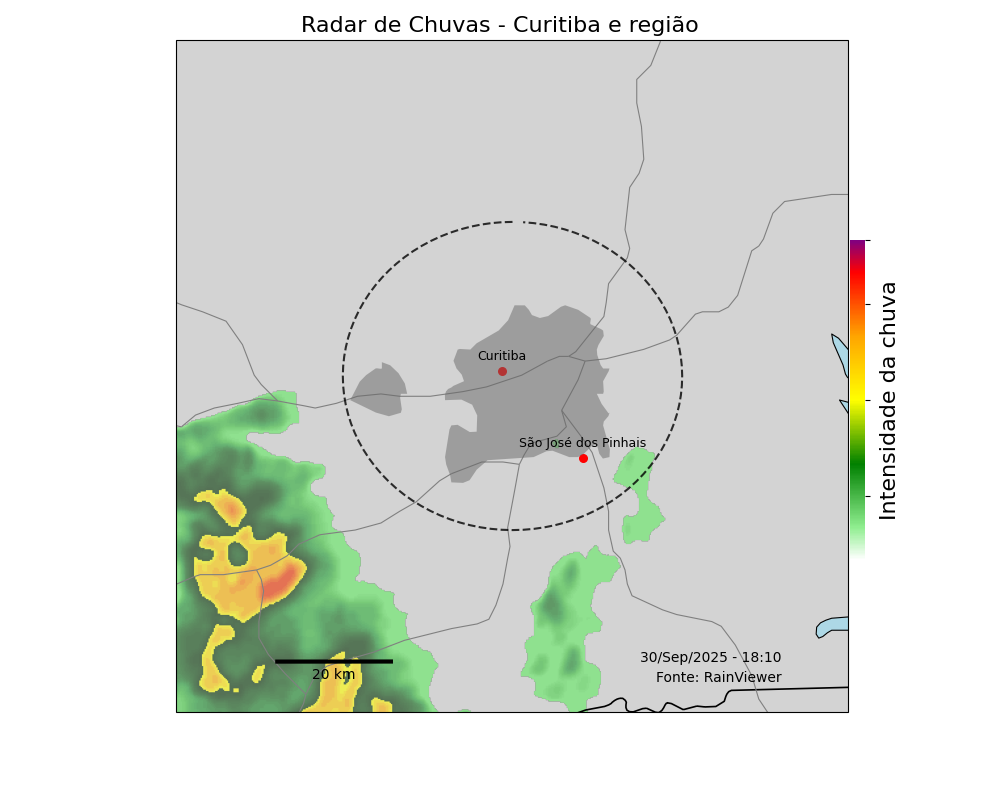 Radar de Chuvas - Curitiba e região
Curitiba
São José dos Pinhais
Intensidade da chuva
30/Sep/2025 - 18:10
20 km
Fonte: RainViewer